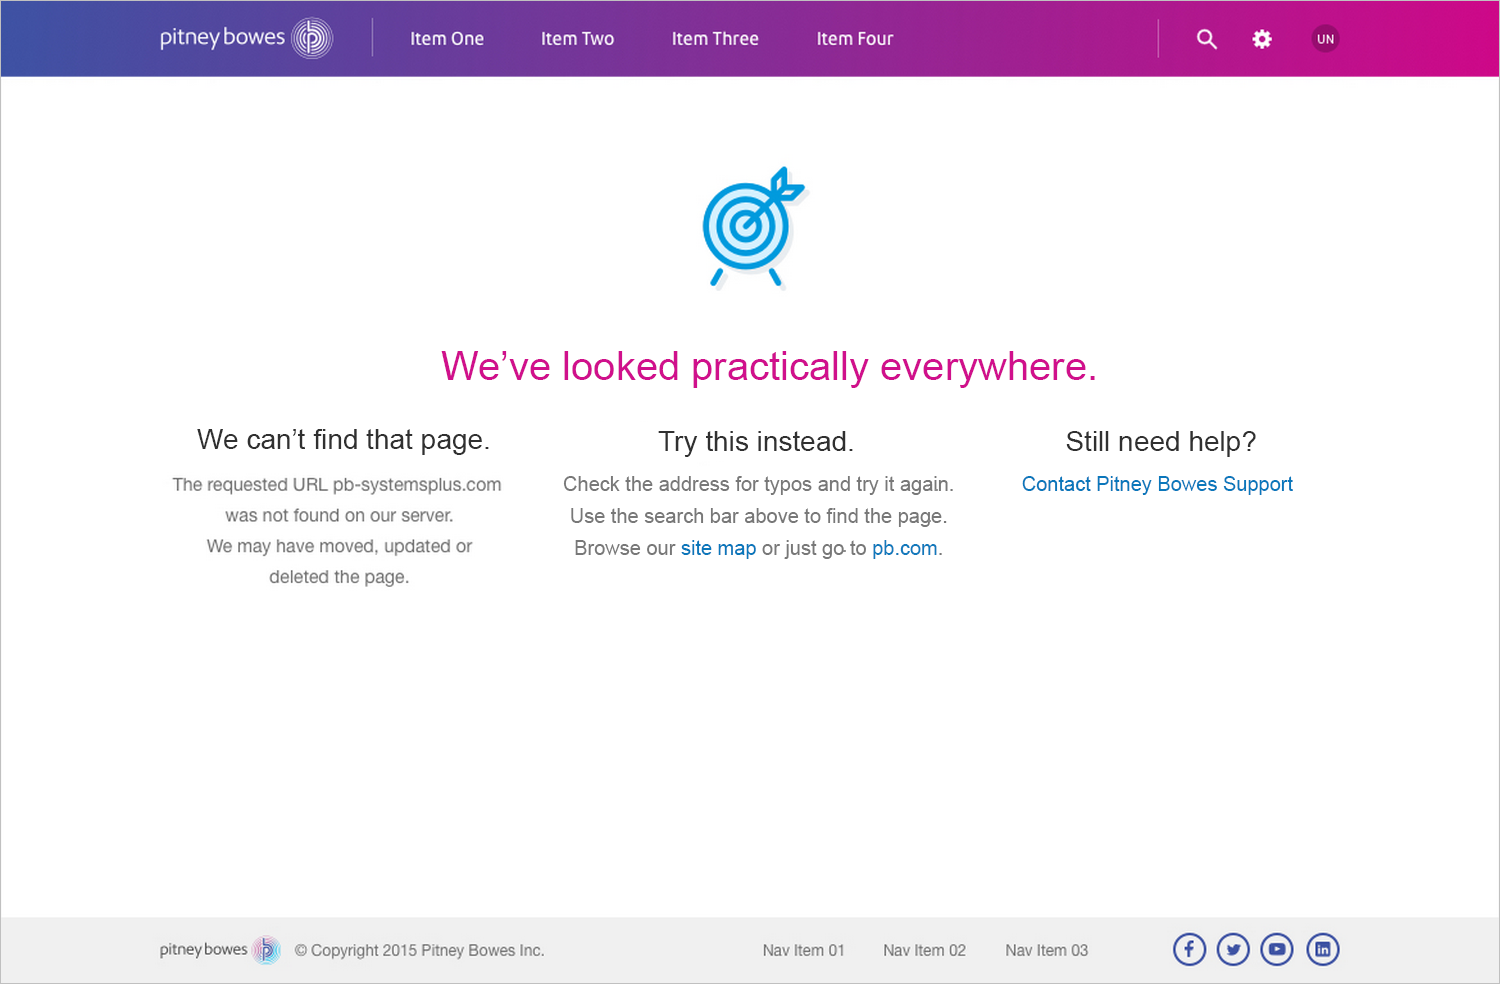 pitney bowes
Item One
Item Two
Item Three
Item Four
UN
We’ve looked practically everywhere.
We can’t find that page.
The requested URL pb-systemsplus.com
was not found on our server.
We may have moved, updated or
deleted the page.
Try this instead.
Check the address for typos and try it again.
Use the search bar above to find the page.
Browse our site map or just go to pb.com.
Still need help?
Contact Pitney Bowes Support
pitney bowes
© Copyright 2015 Pitney Bowes Inc.
Nav Item 01
Nav Item 02
Nav Item 03